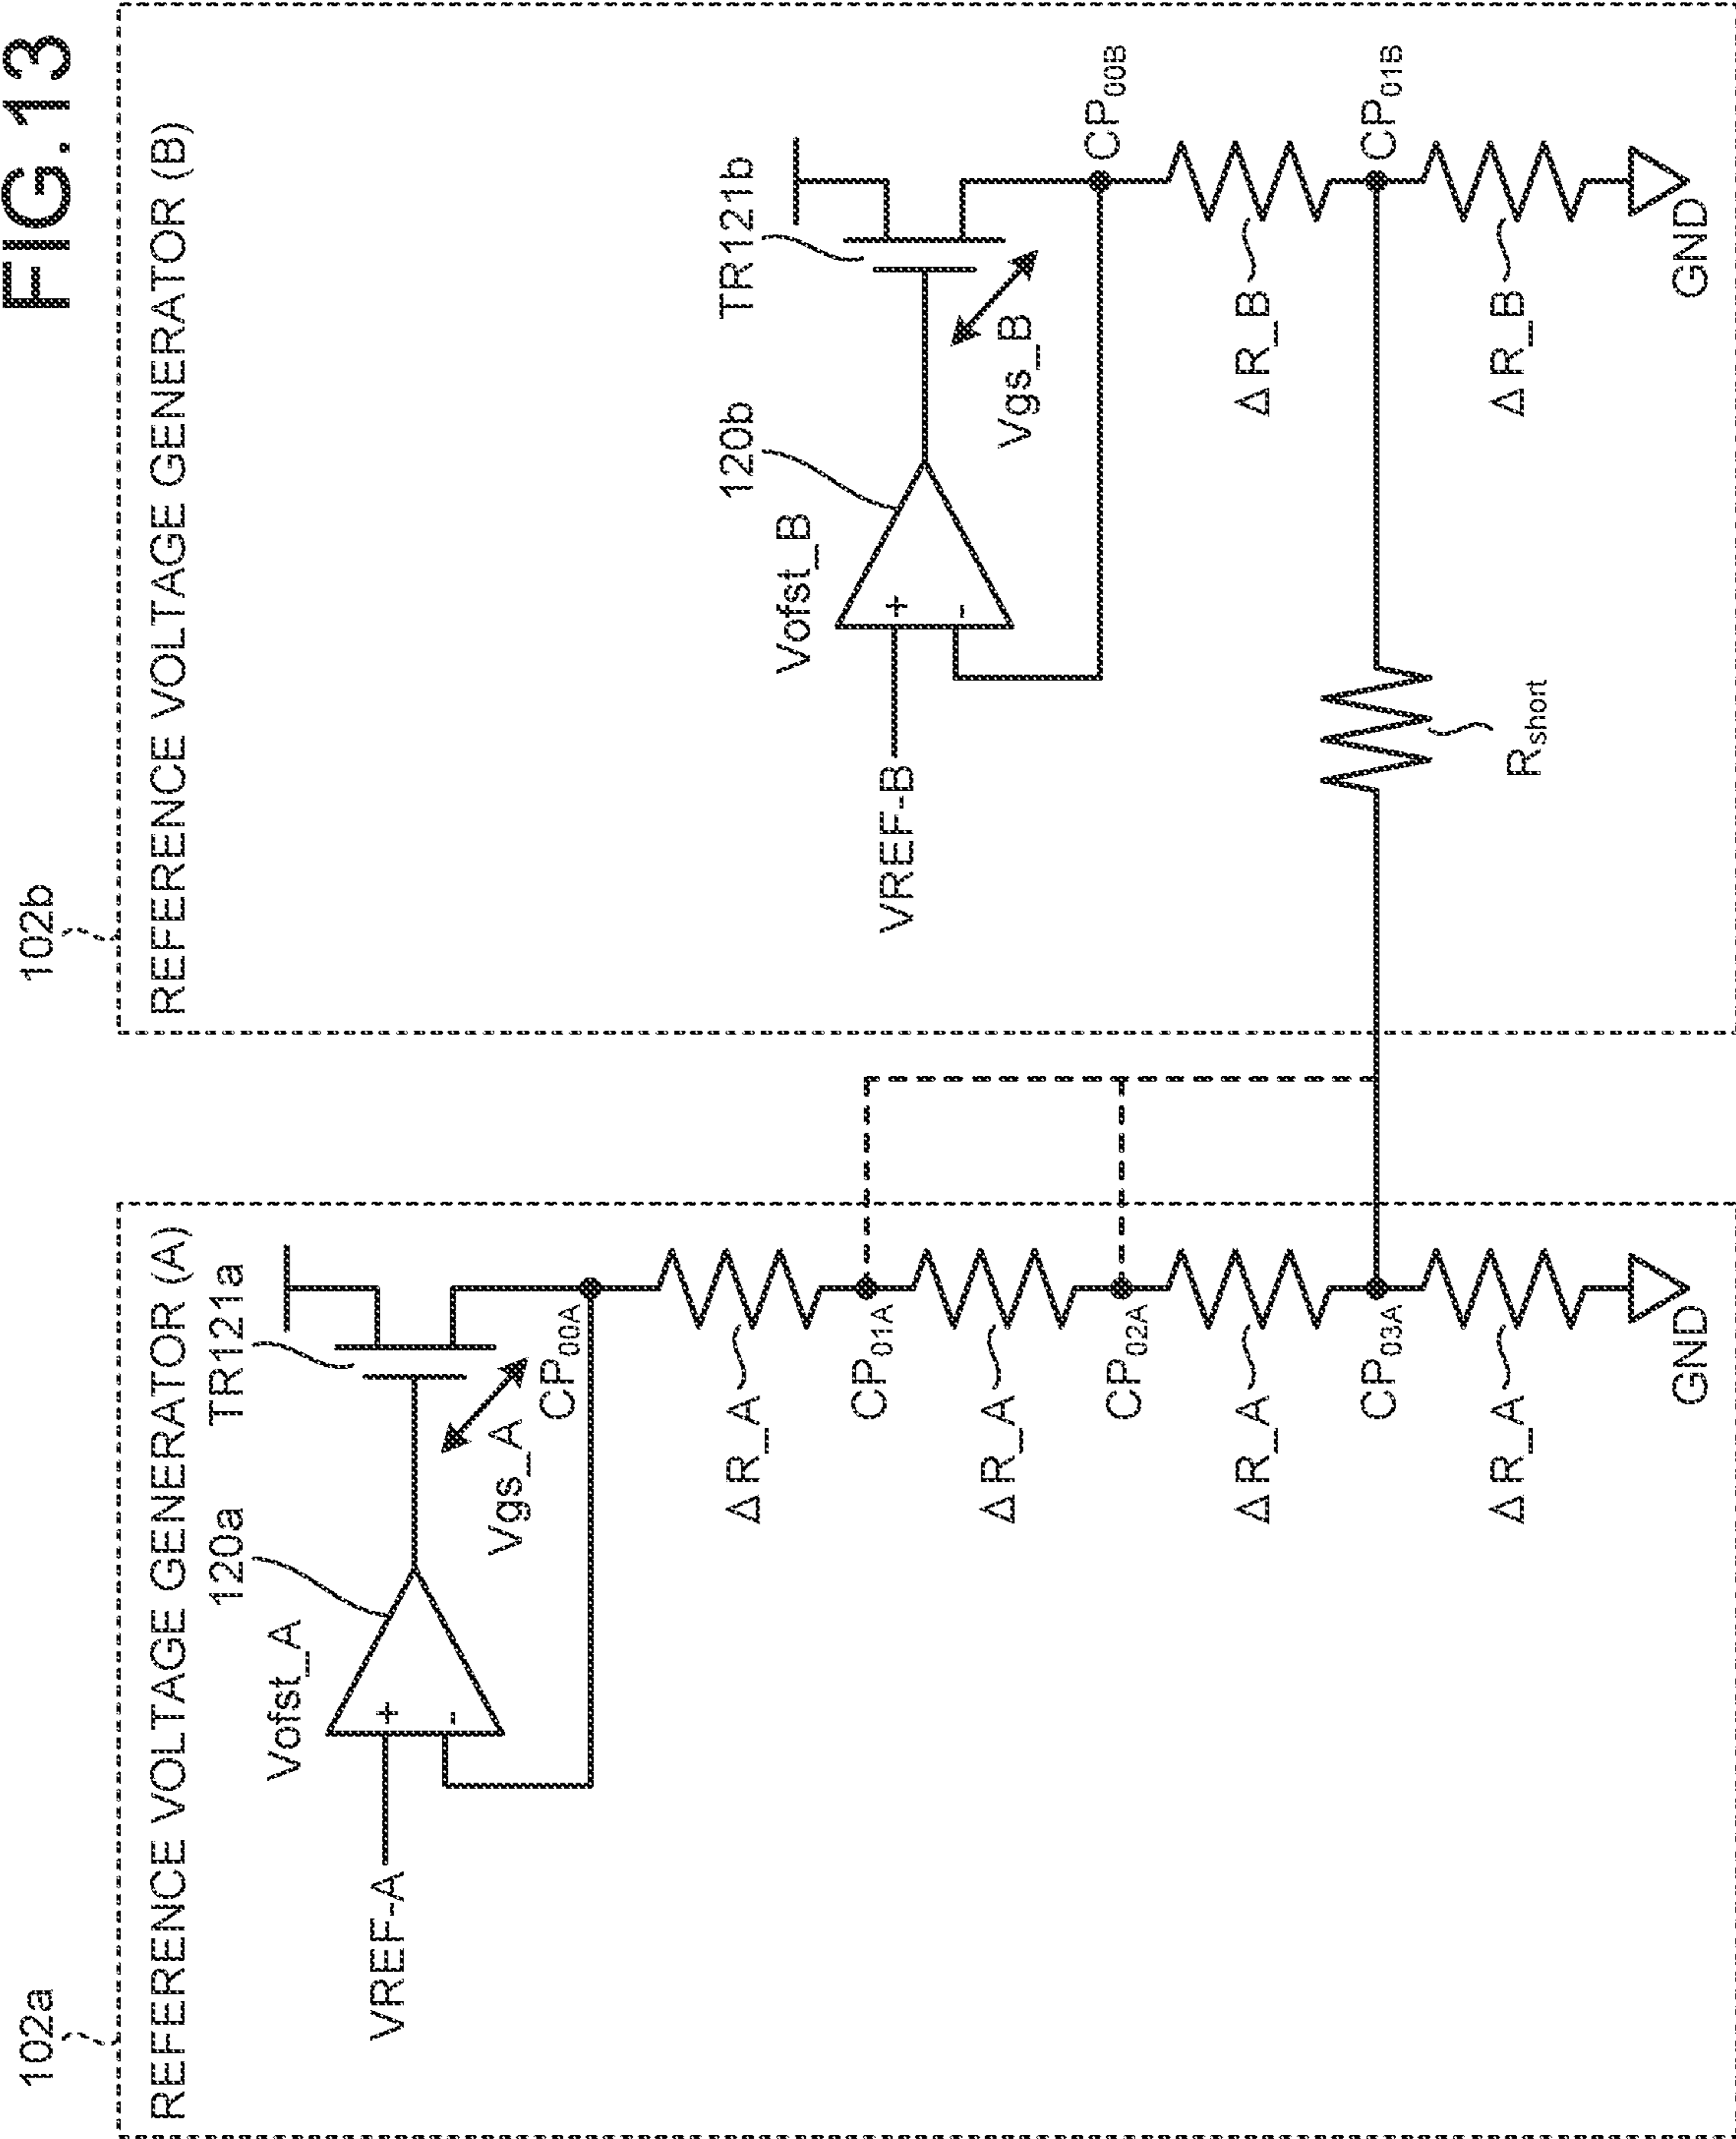 FIG.13
102a
REFERENCE VOLTAGE GENERATOR (A)
120a
TR121a
Vofst_A
+
-
VREF-A
Vgs_A
CP00A
ΔR_A
CP01A
ΔR_A
CP02A
ΔR_A
CP03A
ΔR_A
GND
102b
REFERENCE VOLTAGE GENERATOR (B)
120b
TR121b
Vofst_B
+
-
VREF-B
Vgs_B
CP00B
ΔR_B
CP01B
Rshort
ΔR_B
GND